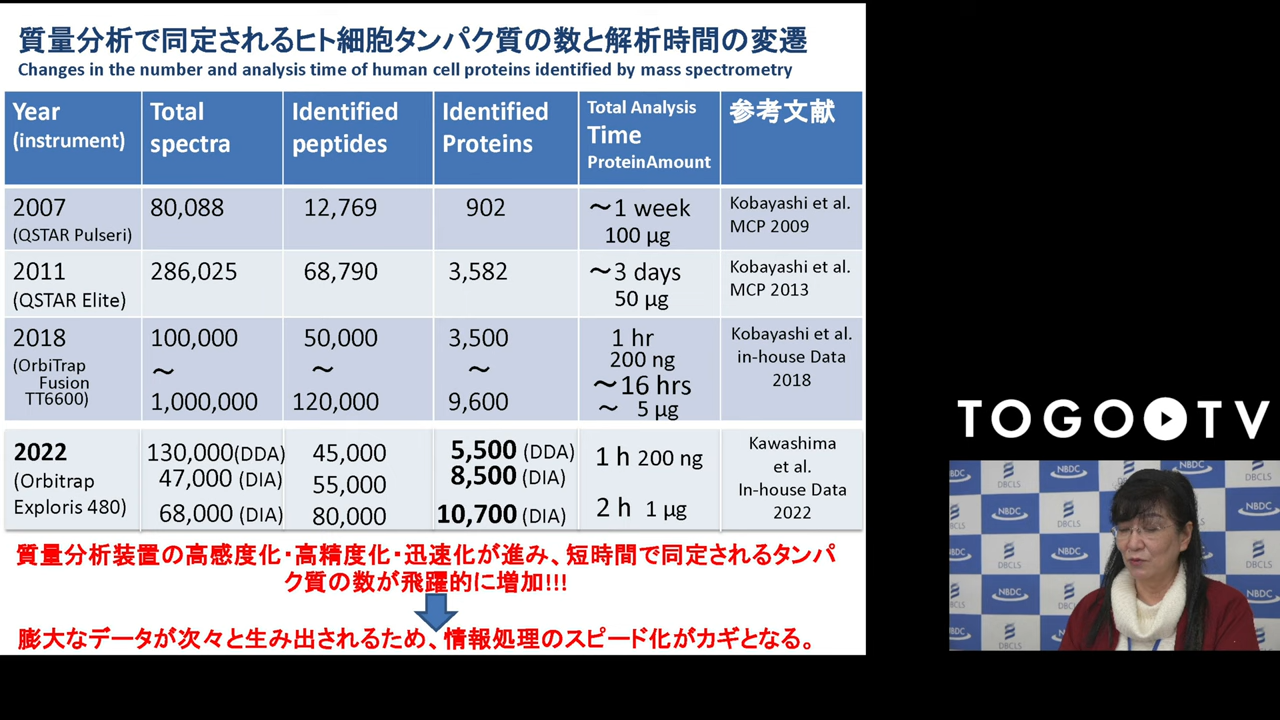 質量分析で同定されるヒト細胞タンパク質の数と解析時間の変遷
Changes in the number and analysis time of human cell proteins identified by mass spectrometry
Year (instrument)
Total spectra
Identified peptides
Identified Proteins
Total Analysis Time ProteinAmount
参考文献
2007 (QSTAR Pulseri)
80,088
12,769
902
～1 week 100 µg
Kobayashi et al. MCP 2009
2011 (QSTAR Elite)
286,025
68,790
3,582
～3 days 50 µg
Kobayashi et al. MCP 2013
2018 (OrbiTrap Fusion TT6600)
100,000 ～ 1,000,000
50,000 ～ 120,000
3,500 ～ 9,600
1 hr 200 ng ～16 hrs ～ 5 µg
Kobayashi et al. in-house Data 2018
2022 (Orbitrap Exploris 480)
130,000(DDA) 47,000 (DIA) 68,000 (DIA)
45,000 55,000 80,000
5,500 (DDA) 8,500 (DIA) 10,700 (DIA)
1 h 200 ng 2 h 1 µg
Kawashima et al. In-house Data 2022
質量分析装置の高感度化・高精度化・迅速化が進み、短時間で同定されるタンパ
ク質の数が飛躍的に増加!!!
膨大なデータが次々と生み出されるため、情報処理のスピード化がカギとなる。
TOGO TV
NBDC
DBCLS
NBDC
DBCLS
NBDC
NBDC
DBCLS
NBDC
DBCLS
NBDC
DBCLS
NBDC